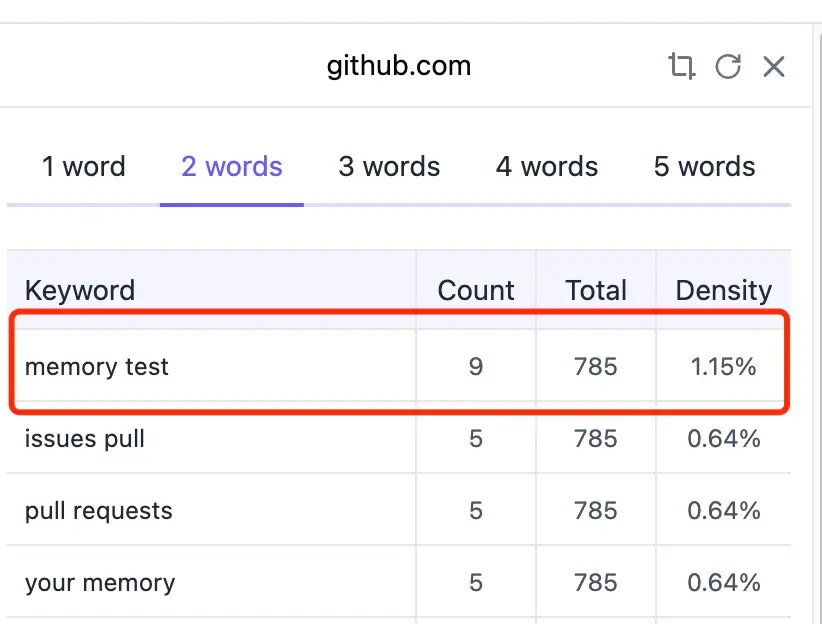 github.com
1 word 2 words 3 words 4 words 5 words
Keyword Count Total Density
memory test 9 785 1.15%
issues pull 5 785 0.64%
pull requests 5 785 0.64%
your memory 5 785 0.64%